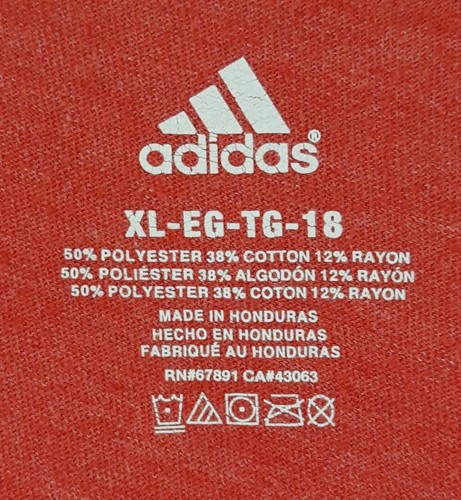 adidas®
XL-EG-TG-18
50% POLYESTER 38% COTTON 12% RAYON
50% POLIÉSTER 38% ALGODÓN 12% RAYÓN
50% POLYESTER 38% COTON 12% RAYON
MADE IN HONDURAS
HECHO EN HONDURAS
FABRIQUÉ AU HONDURAS
RN#67891 CA#43063